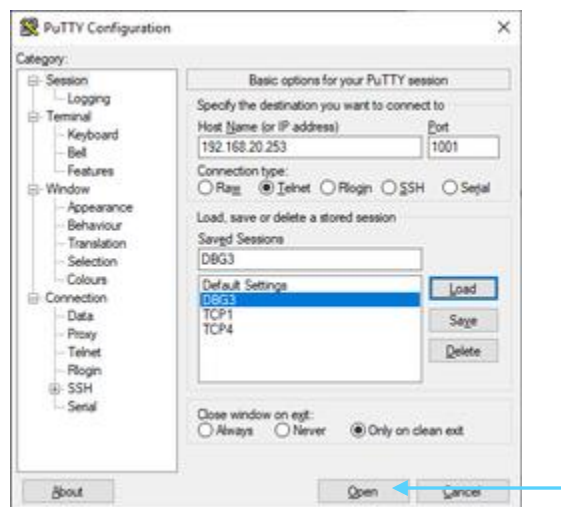 PuTTY Configuration
Category:
Session
Logging
Terminal
Keyboard
Bell
Features
Window
Appearance
Behaviour
Translation
Selection
Colours
Connection
Data
Proxy
Telnet
Rlogin
SSH
Serial
Basic options for your PuTTY session
Specify the destination you want to connect to
Host Name (or IP address) Port
192.168.20.253 1001
Connection type:
Raw Telnet Rlogin SSH Serial
Load, save or delete a stored session
Saved Sessions
DBG3
Default Settings
DBG3
TCP1
TCP4
Load
Save
Delete
Close window on exit:
Always Never Only on clean exit
About Open Cancel